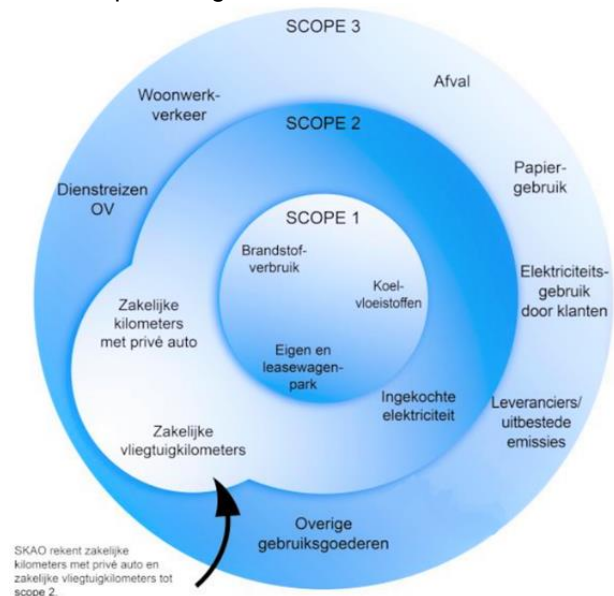 SCOPE 3
Afval
Woonwerk-
verkeer
SCOPE 2
Papier-
gebruik
Dienstreizen
OV
SCOPE 1
Brandstof-
verbruik
Koel-
vloeistoffen
Elektriciteits-
gebruik
door klanten
Zakelijke
kilometers
met privé auto
Eigen en
leasewagen-
park
Ingekochte
elektriciteit
Leveranciers/
uitbestede
emissies
Zakelijke
vliegtuigkilometers
Overige
gebruiksgoederen
SKAO rekent zakelijke
kilometers met privé auto en
zakelijke vliegtuigkilometers tot
scope 2.